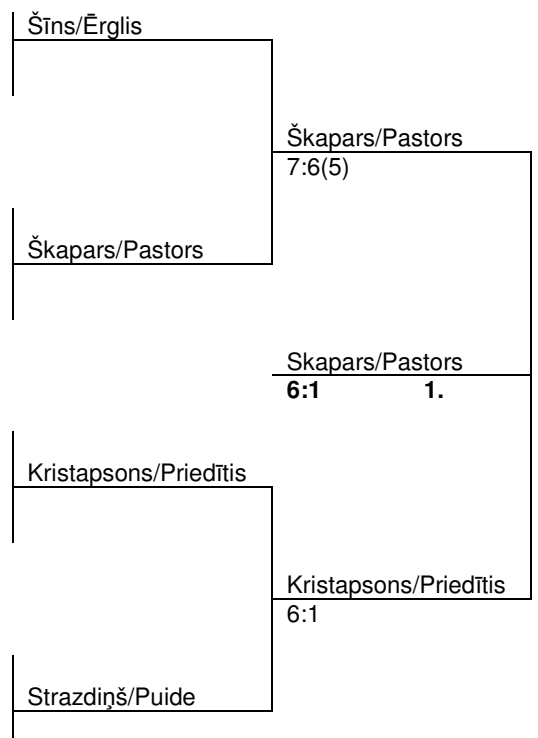 Šīns/Ērglis
Škapars/Pastors
7:6(5)
Škapars/Pastors
Skapars/Pastors
6:1 1.
Kristapsons/Priedītis
Kristapsons/Priedītis
6:1
Strazdiņš/Puide